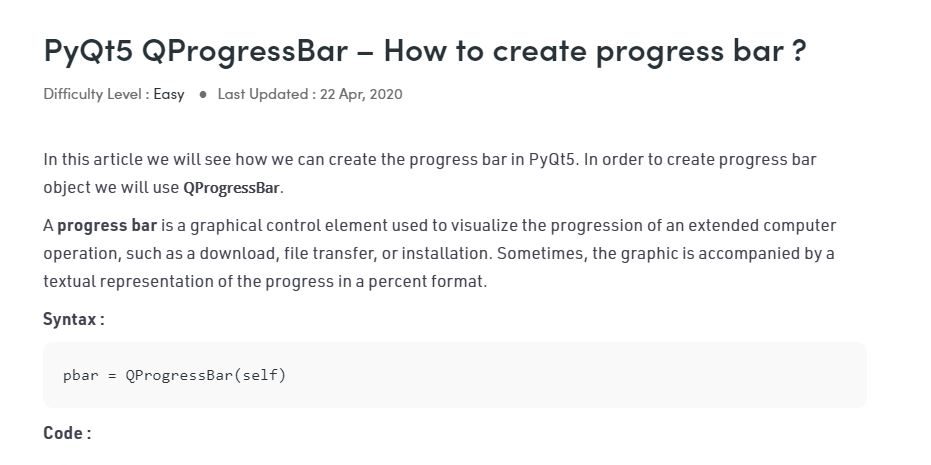 PyQt5 QProgressBar – How to create progress bar ?
Difficulty Level : Easy ● Last Updated : 22 Apr, 2020
In this article we will see how we can create the progress bar in PyQt5. In order to create progress bar
object we will use QProgressBar.
A progress bar is a graphical control element used to visualize the progression of an extended computer
operation, such as a download, file transfer, or installation. Sometimes, the graphic is accompanied by a
textual representation of the progress in a percent format.
Syntax :
pbar = QProgressBar(self)
Code :